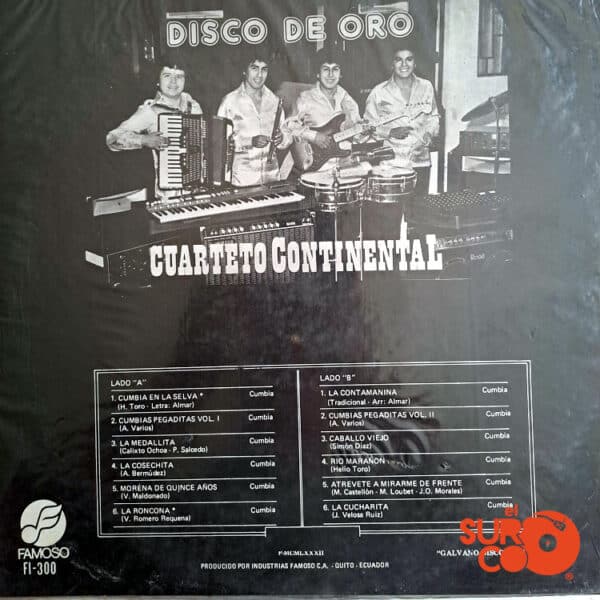 DISCO DE ORO
CUARTETO CONTINENTAL
LADO "A"
1. CUMBIA EN LA SELVA * Cumbia
(H. Toro - Letra: Almar)
2. CUMBIAS PEGADITAS VOL. I Cumbia
(A. Varios)
3. LA MEDALLITA Cumbia
(Calixto Ochoa - P. Salcedo)
4. LA COSECHITA Cumbia
(A. Bermúdez)
5. MORENA DE QUINCE AÑOS Cumbia
(V. Maldonado)
6. LA RONCONA * Cumbia
(V. Romero Requena)
LADO "B"
1. LA CONTAMANINA Cumbia
(Tradicional - Arr: Almar)
2. CUMBIAS PEGADITAS VOL. II Cumbia
(A. Varios)
3. CABALLO VIEJO Cumbia
(Simón Díaz)
4. RIO MARAÑON Cumbia
(Helio Toro)
5. ATREVETE A MIRARME DE FRENTE Cumbia
(M. Castellón - M. Loubet - J.O. Morales)
6. LA CUCHARITA Cumbia
(J. Velosa Ruiz)
FAMOSO
FI-300
P-MCMLXXXII
"GALVANO DISCO
PRODUCIDO POR INDUSTRIAS FAMOSO C.A. - QUITO - ECUADOR
el
SUR
CO